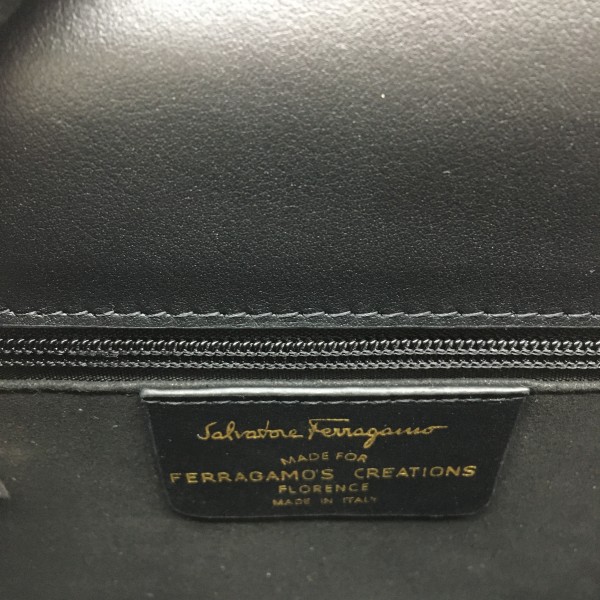 Salvatore Ferragamo
MADE FOR
FERRAGAMO'S CREATIONS
FLORENCE
MADE IN ITALY